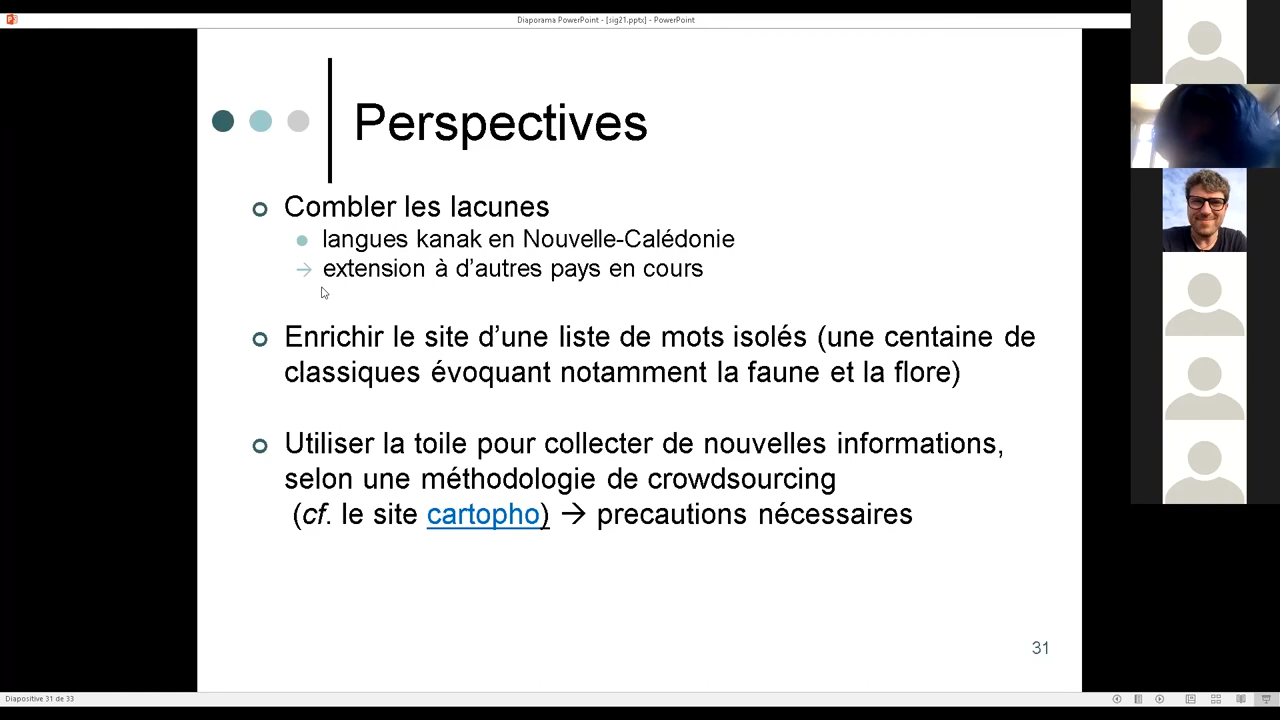 Diaporama PowerPoint - [sig21.pptx] - PowerPoint
Perspectives
Combler les lacunes
langues kanak en Nouvelle-Calédonie
→ extension à d’autres pays en cours
Enrichir le site d’une liste de mots isolés (une centaine de
classiques évoquant notamment la faune et la flore)
Utiliser la toile pour collecter de nouvelles informations,
selon une méthodologie de crowdsourcing
(cf. le site cartopho) → precautions nécessaires
31
Diapositive 31 de 33